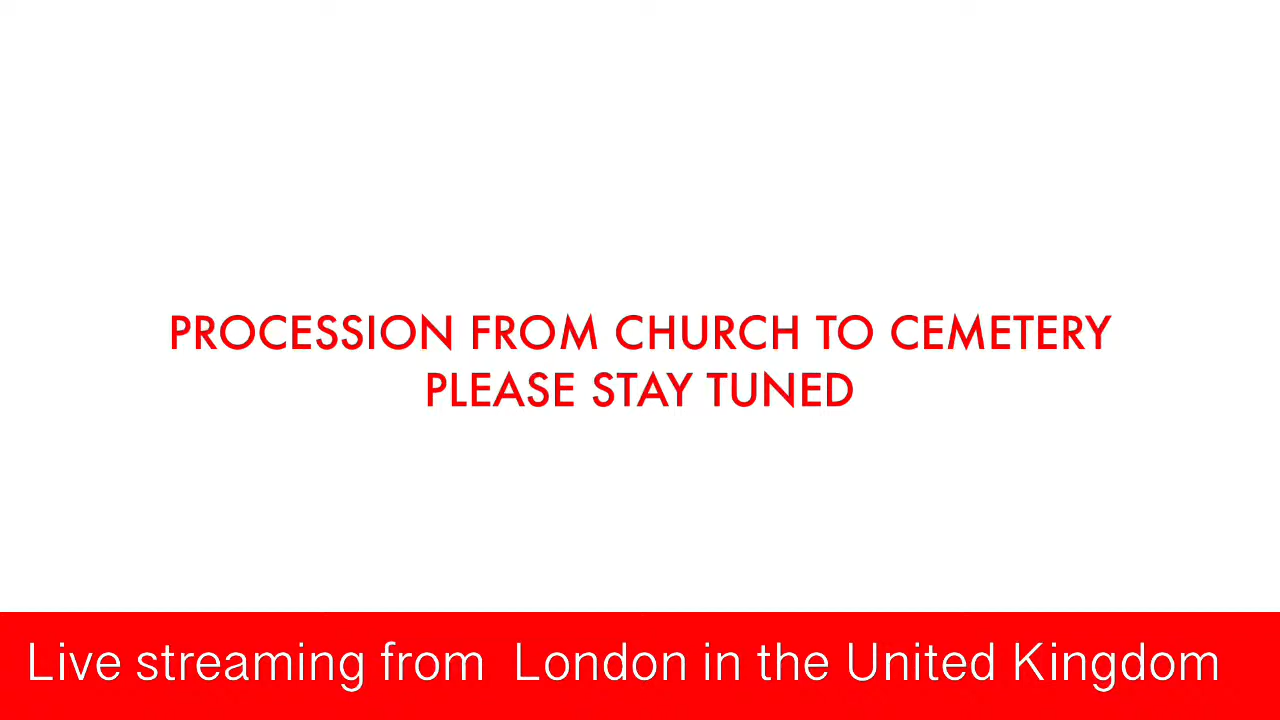 PROCESSION FROM CHURCH TO CEMETERY
PLEASE STAY TUNED
Live streaming from  London in the United Kingdom